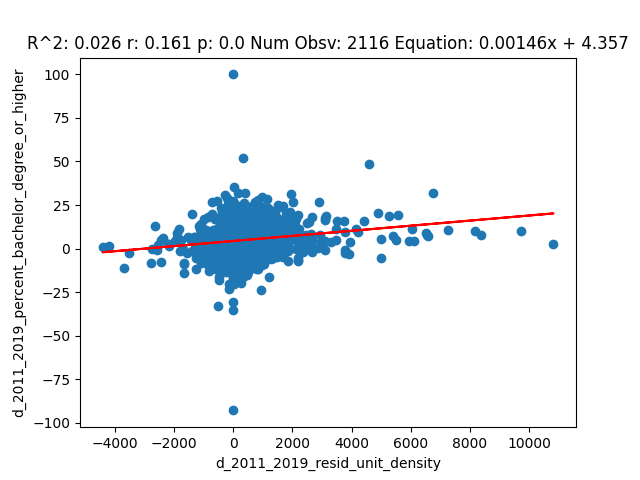 R^2: 0.026 r: 0.161 p: 0.0 Num Obsv: 2116 Equation: 0.00146x + 4.357
d_2011_2019_percent_bachelor_degree_or_higher
100
75
50
25
0
−25
−50
−75
−100
−4000 −2000 0 2000 4000 6000 8000 10000
d_2011_2019_resid_unit_density